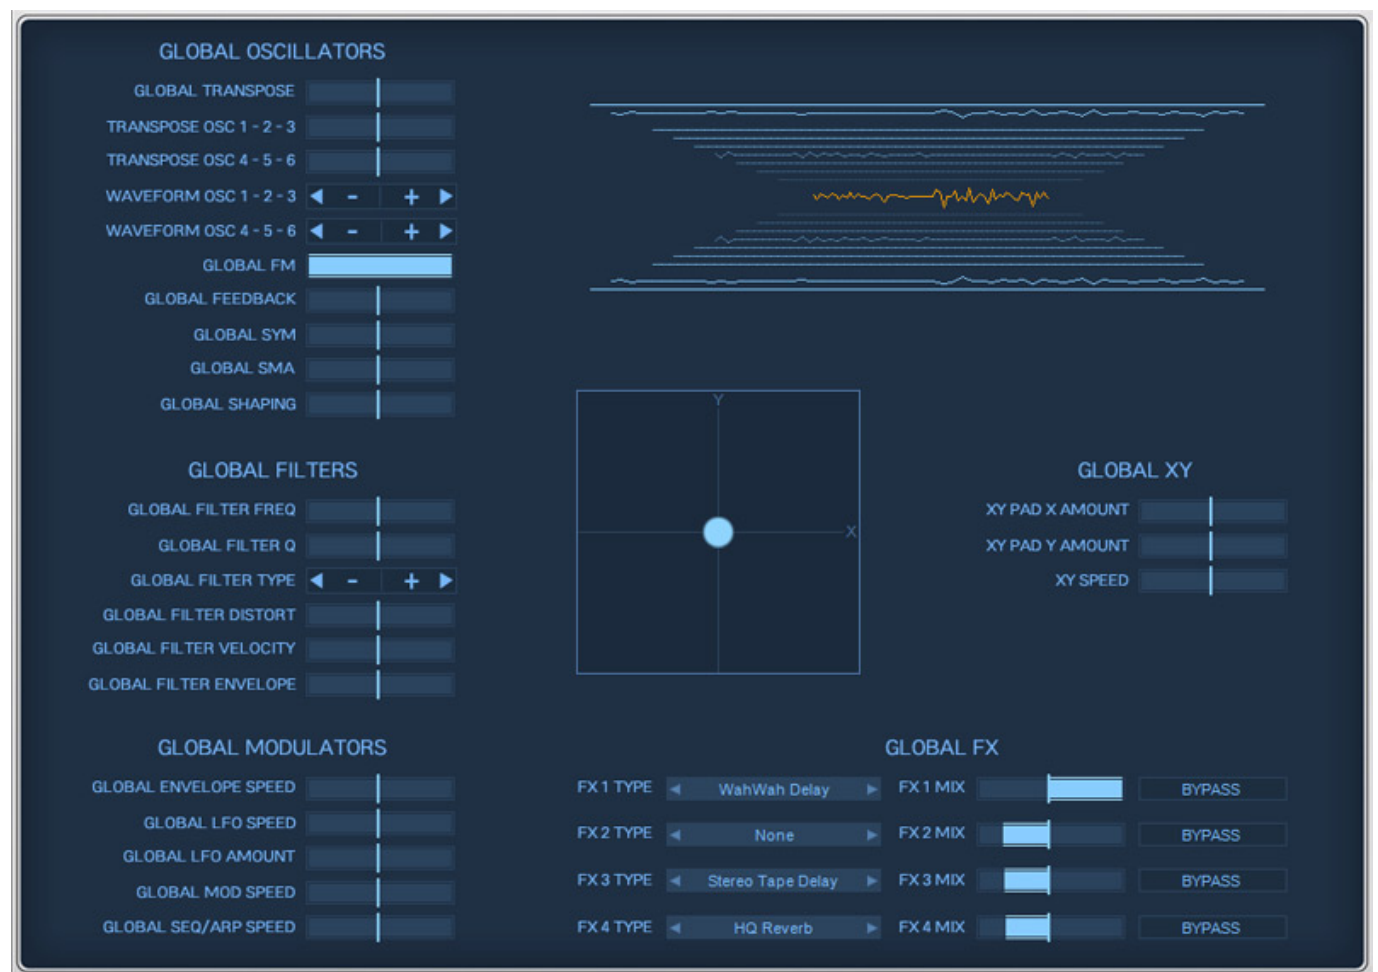 GLOBAL OSCILLATORS
GLOBAL TRANSPOSE
TRANSPOSE OSC 1 - 2 - 3
TRANSPOSE OSC 4 - 5 - 6
WAVEFORM OSC 1 - 2 - 3 - +
WAVEFORM OSC 4 - 5 - 6 - +
GLOBAL FM
GLOBAL FEEDBACK
GLOBAL SYM
GLOBAL SMA
GLOBAL SHAPING
Y
X
GLOBAL FILTERS
GLOBAL FILTER FREQ
GLOBAL FILTER Q
GLOBAL FILTER TYPE - +
GLOBAL FILTER DISTORT
GLOBAL FILTER VELOCITY
GLOBAL FILTER ENVELOPE
GLOBAL XY
XY PAD X AMOUNT
XY PAD Y AMOUNT
XY SPEED
GLOBAL MODULATORS
GLOBAL ENVELOPE SPEED
GLOBAL LFO SPEED
GLOBAL LFO AMOUNT
GLOBAL MOD SPEED
GLOBAL SEQ/ARP SPEED
GLOBAL FX
FX 1 TYPE WahWah Delay FX 1 MIX BYPASS
FX 2 TYPE None FX 2 MIX BYPASS
FX 3 TYPE Stereo Tape Delay FX 3 MIX BYPASS
FX 4 TYPE HQ Reverb FX 4 MIX BYPASS